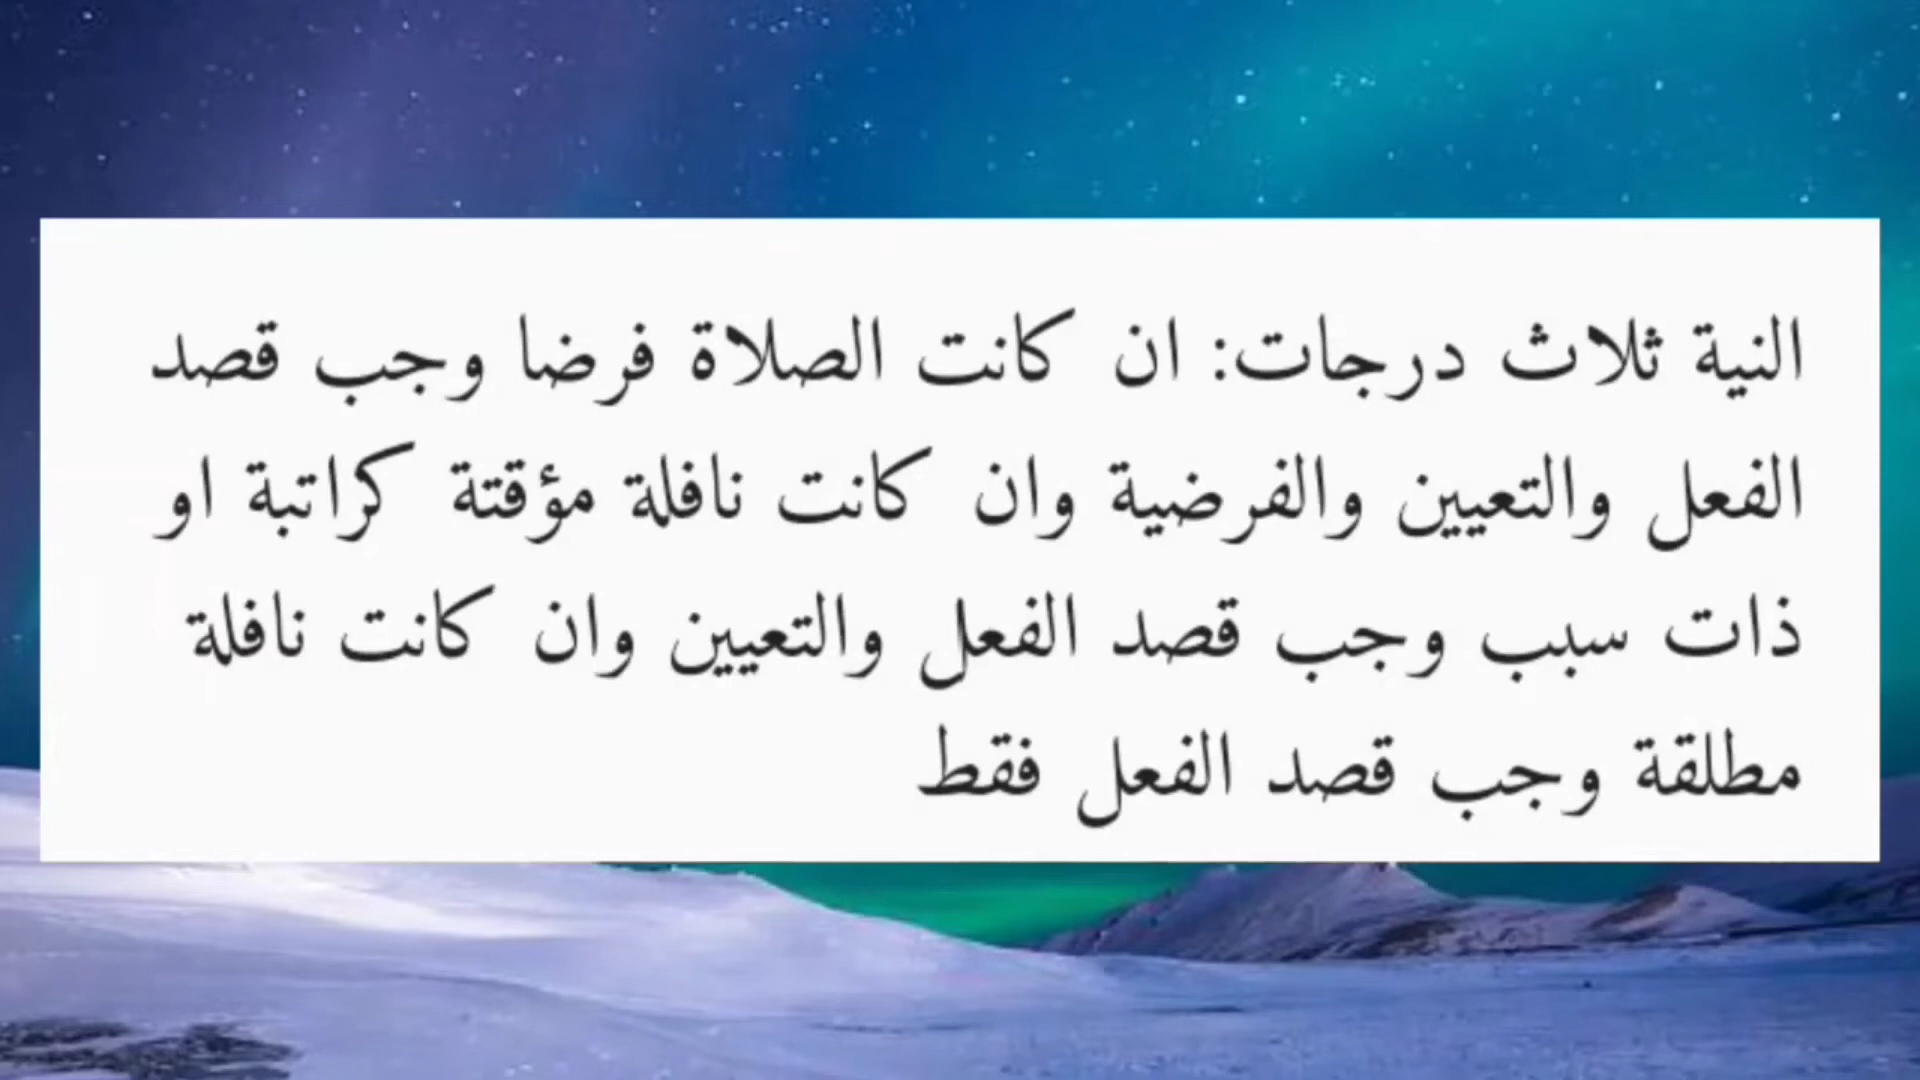 النية ثلاث درجات: ان كانت الصلاة فرضا وجب قصد
الفعل والتعيين والفرضية وان كانت نافلة مؤقتة كراتبة او
ذات سبب وجب قصد الفعل والتعيين وان كانت نافلة
مطلقة وجب قصد الفعل فقط